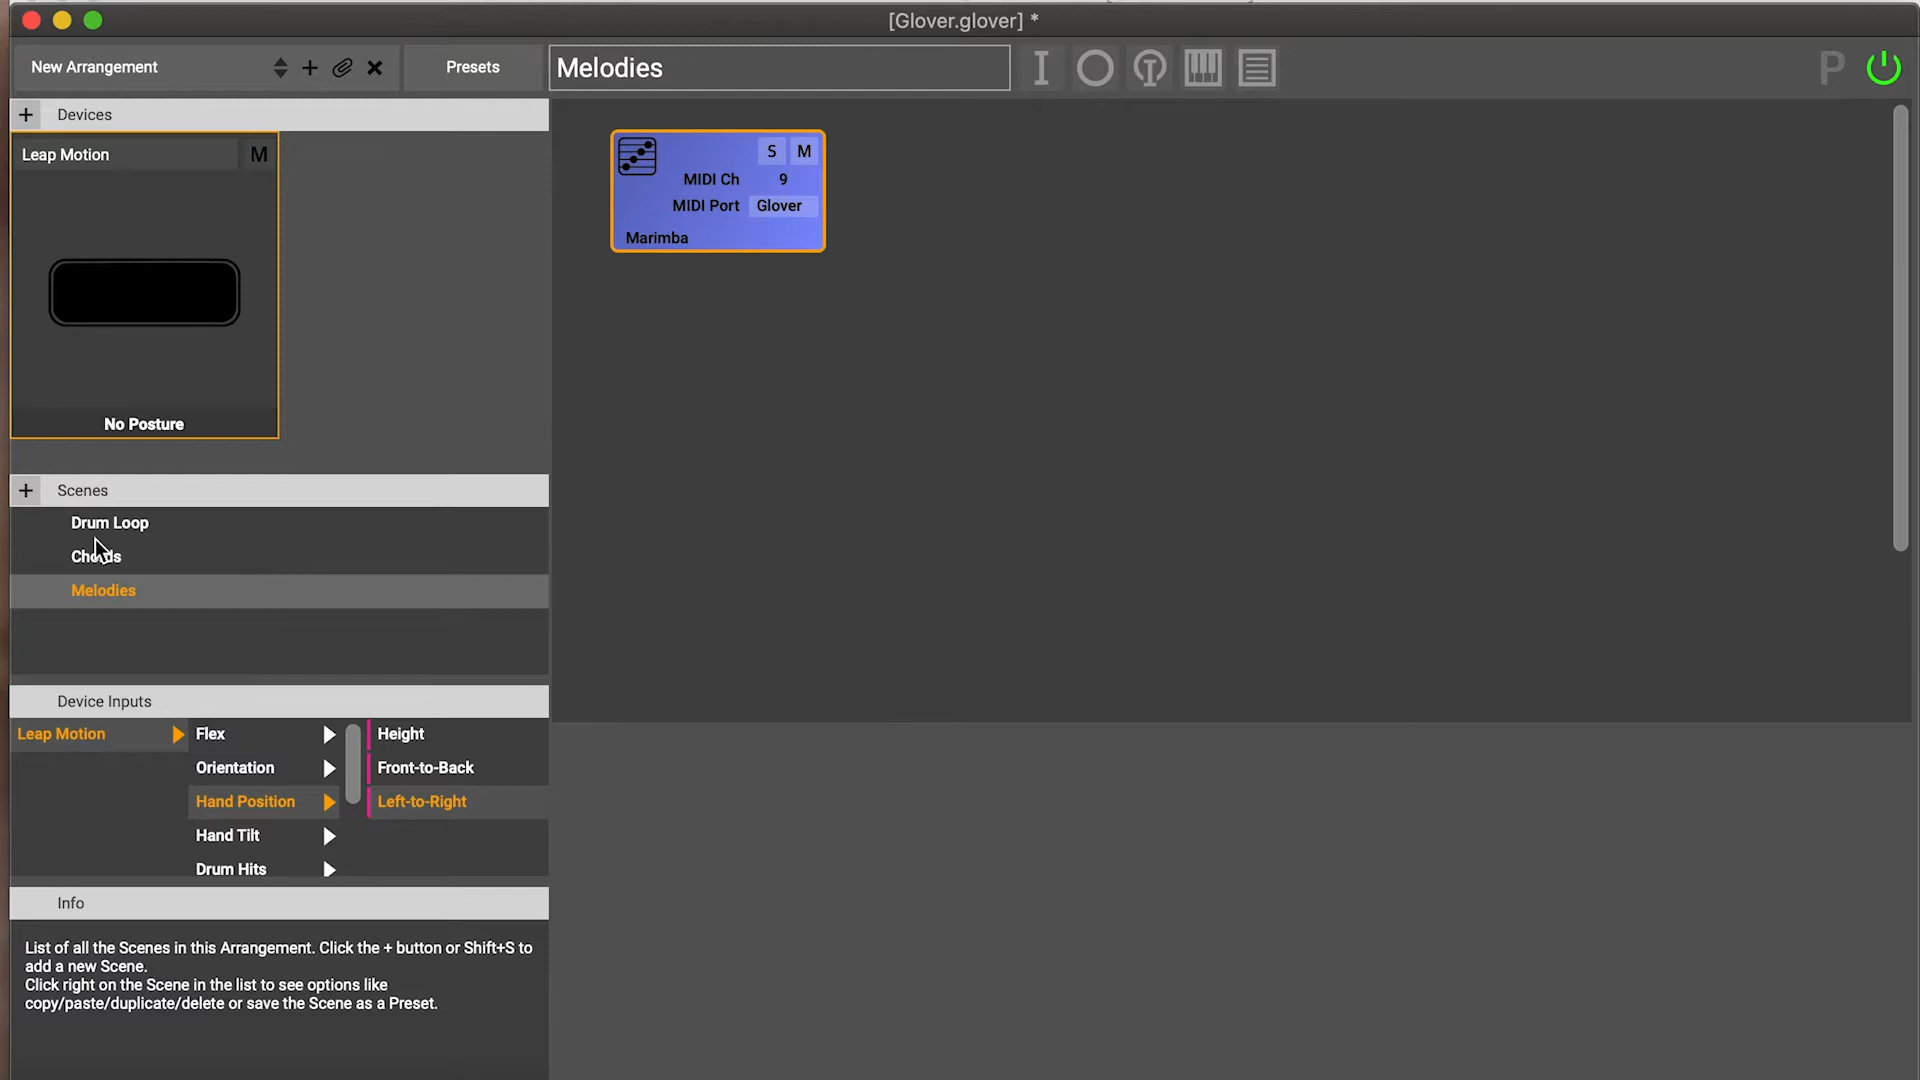 [Glover.glover] *
New Arrangement
Presets
Melodies
P
Devices
Leap Motion
M
No Posture
S M
MIDI Ch 9
MIDI Port Glover
Marimba
Scenes
Drum Loop
Chords
Melodies
Device Inputs
Leap Motion
Flex
Orientation
Hand Position
Hand Tilt
Drum Hits
Height
Front-to-Back
Left-to-Right
Info
List of all the Scenes in this Arrangement. Click the + button or Shift+S to
add a new Scene.
Click right on the Scene in the list to see options like
copy/paste/duplicate/delete or save the Scene as a Preset.